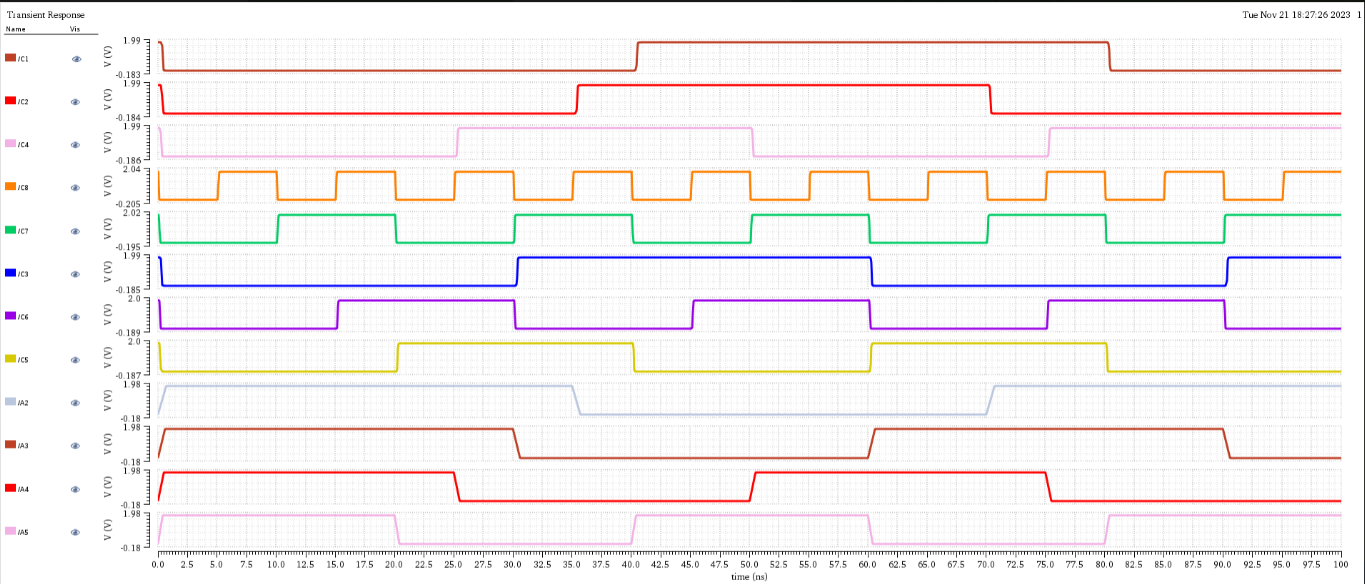 Transient Response
Tue Nov 21 18:27:26 2023 1
Name Vis
/C1 V (V) 1.99 -0.183
/C2 V (V) 1.99 -0.184
/C4 V (V) 1.99 -0.186
/C8 V (V) 2.04 -0.205
/C7 V (V) 2.02 -0.195
/C3 V (V) 1.99 -0.185
/C6 V (V) 2.0 -0.189
/C5 V (V) 2.0 -0.187
/A2 V (V) 1.98 -0.18
/A3 V (V) 1.98 -0.18
/A4 V (V) 1.98 -0.18
/A5 V (V) 1.98 -0.18
0.0 2.5 5.0 7.5 10.0 12.5 15.0 17.5 20.0 22.5 25.0 27.5 30.0 32.5 35.0 37.5 40.0 42.5 45.0 47.5 50.0 52.5 55.0 57.5 60.0 62.5 65.0 67.5 70.0 72.5 75.0 77.5 80.0 82.5 85.0 87.5 90.0 92.5 95.0 97.5 100
time (ns)